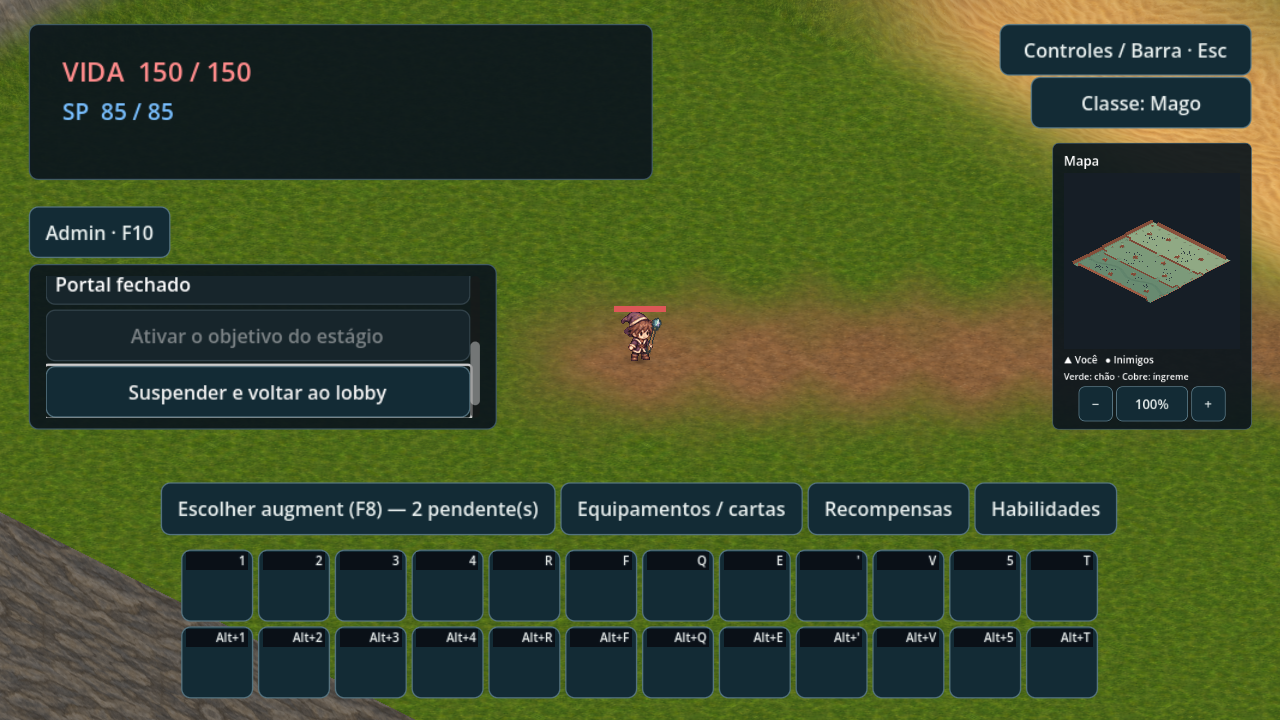 VIDA 150 / 150
SP 85 / 85
Controles / Barra · Esc
Classe: Mago
Mapa
Admin · F10
Portal fechado
Ativar o objetivo do estágio
Suspender e voltar ao lobby
▲ Você ● Inimigos
Verde: chão · Cobre: íngreme
− 100% +
Escolher augment (F8) — 2 pendente(s)
Equipamentos / cartas
Recompensas
Habilidades
1 2 3 4 R F Q E ' V 5 T
Alt+1 Alt+2 Alt+3 Alt+4 Alt+R Alt+F Alt+Q Alt+E Alt+' Alt+V Alt+5 Alt+T